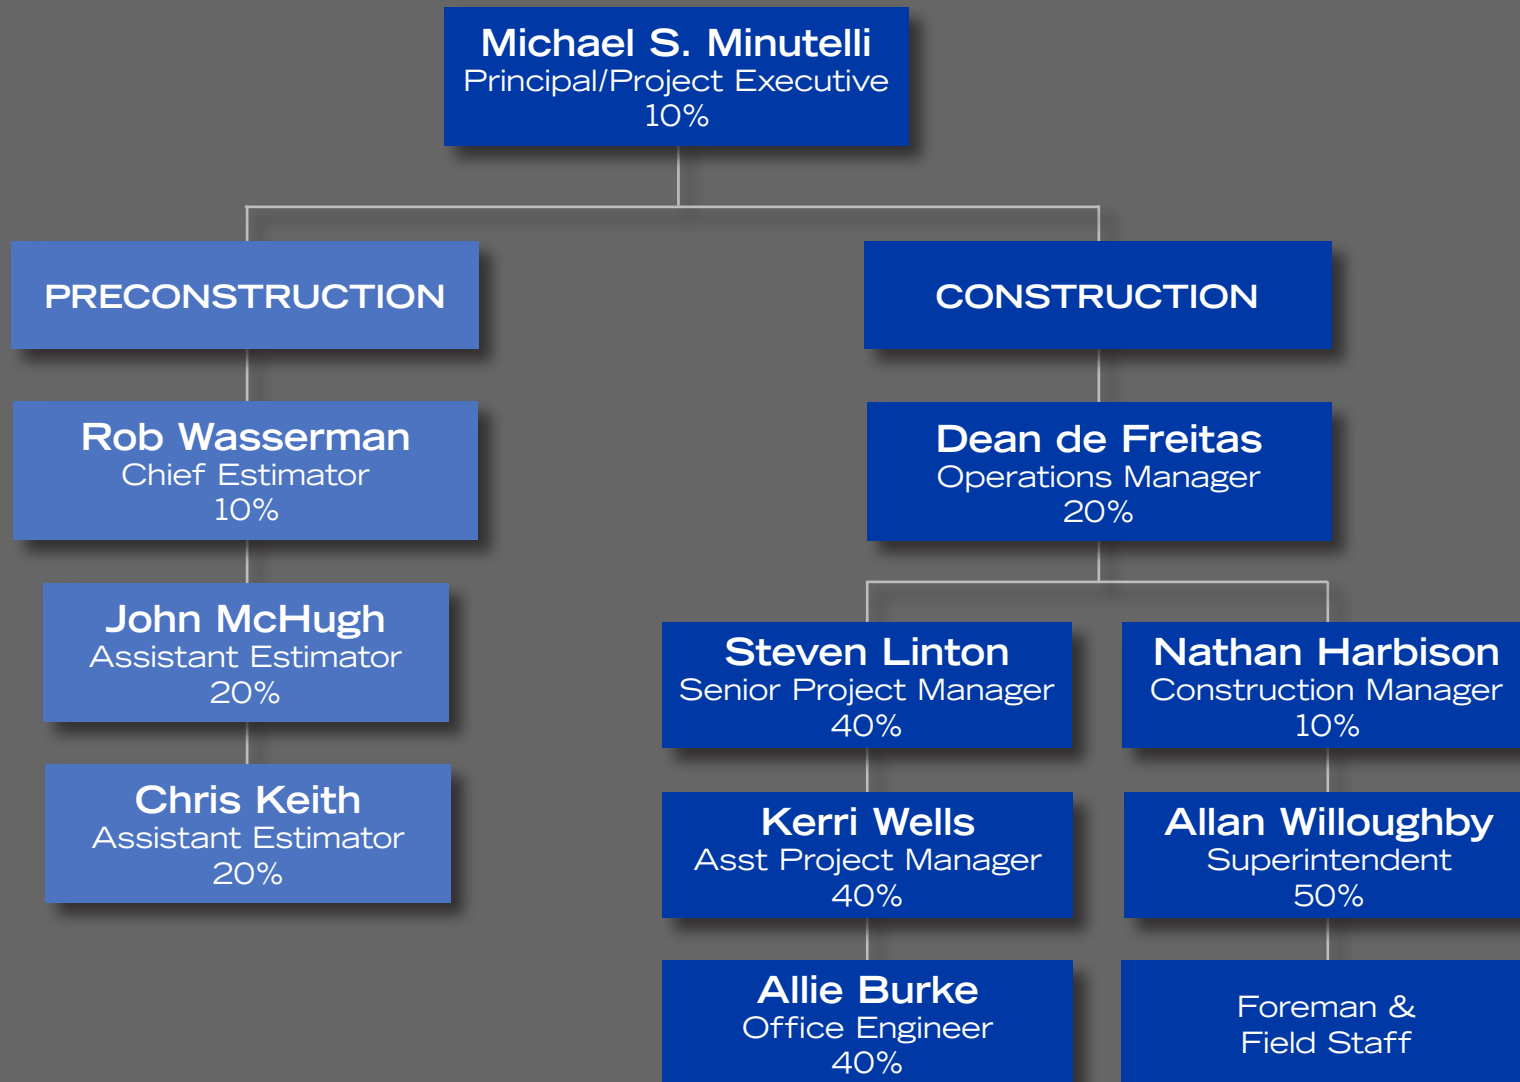 Michael S. Minutelli
Principal/Project Executive
10%
PRECONSTRUCTION
Rob Wasserman
Chief Estimator
10%
John McHugh
Assistant Estimator
20%
Chris Keith
Assistant Estimator
20%
CONSTRUCTION
Dean de Freitas
Operations Manager
20%
Steven Linton
Senior Project Manager
40%
Kerri Wells
Asst Project Manager
40%
Allie Burke
Office Engineer
40%
Nathan Harbison
Construction Manager
10%
Allan Willoughby
Superintendent
50%
Foreman &
Field Staff